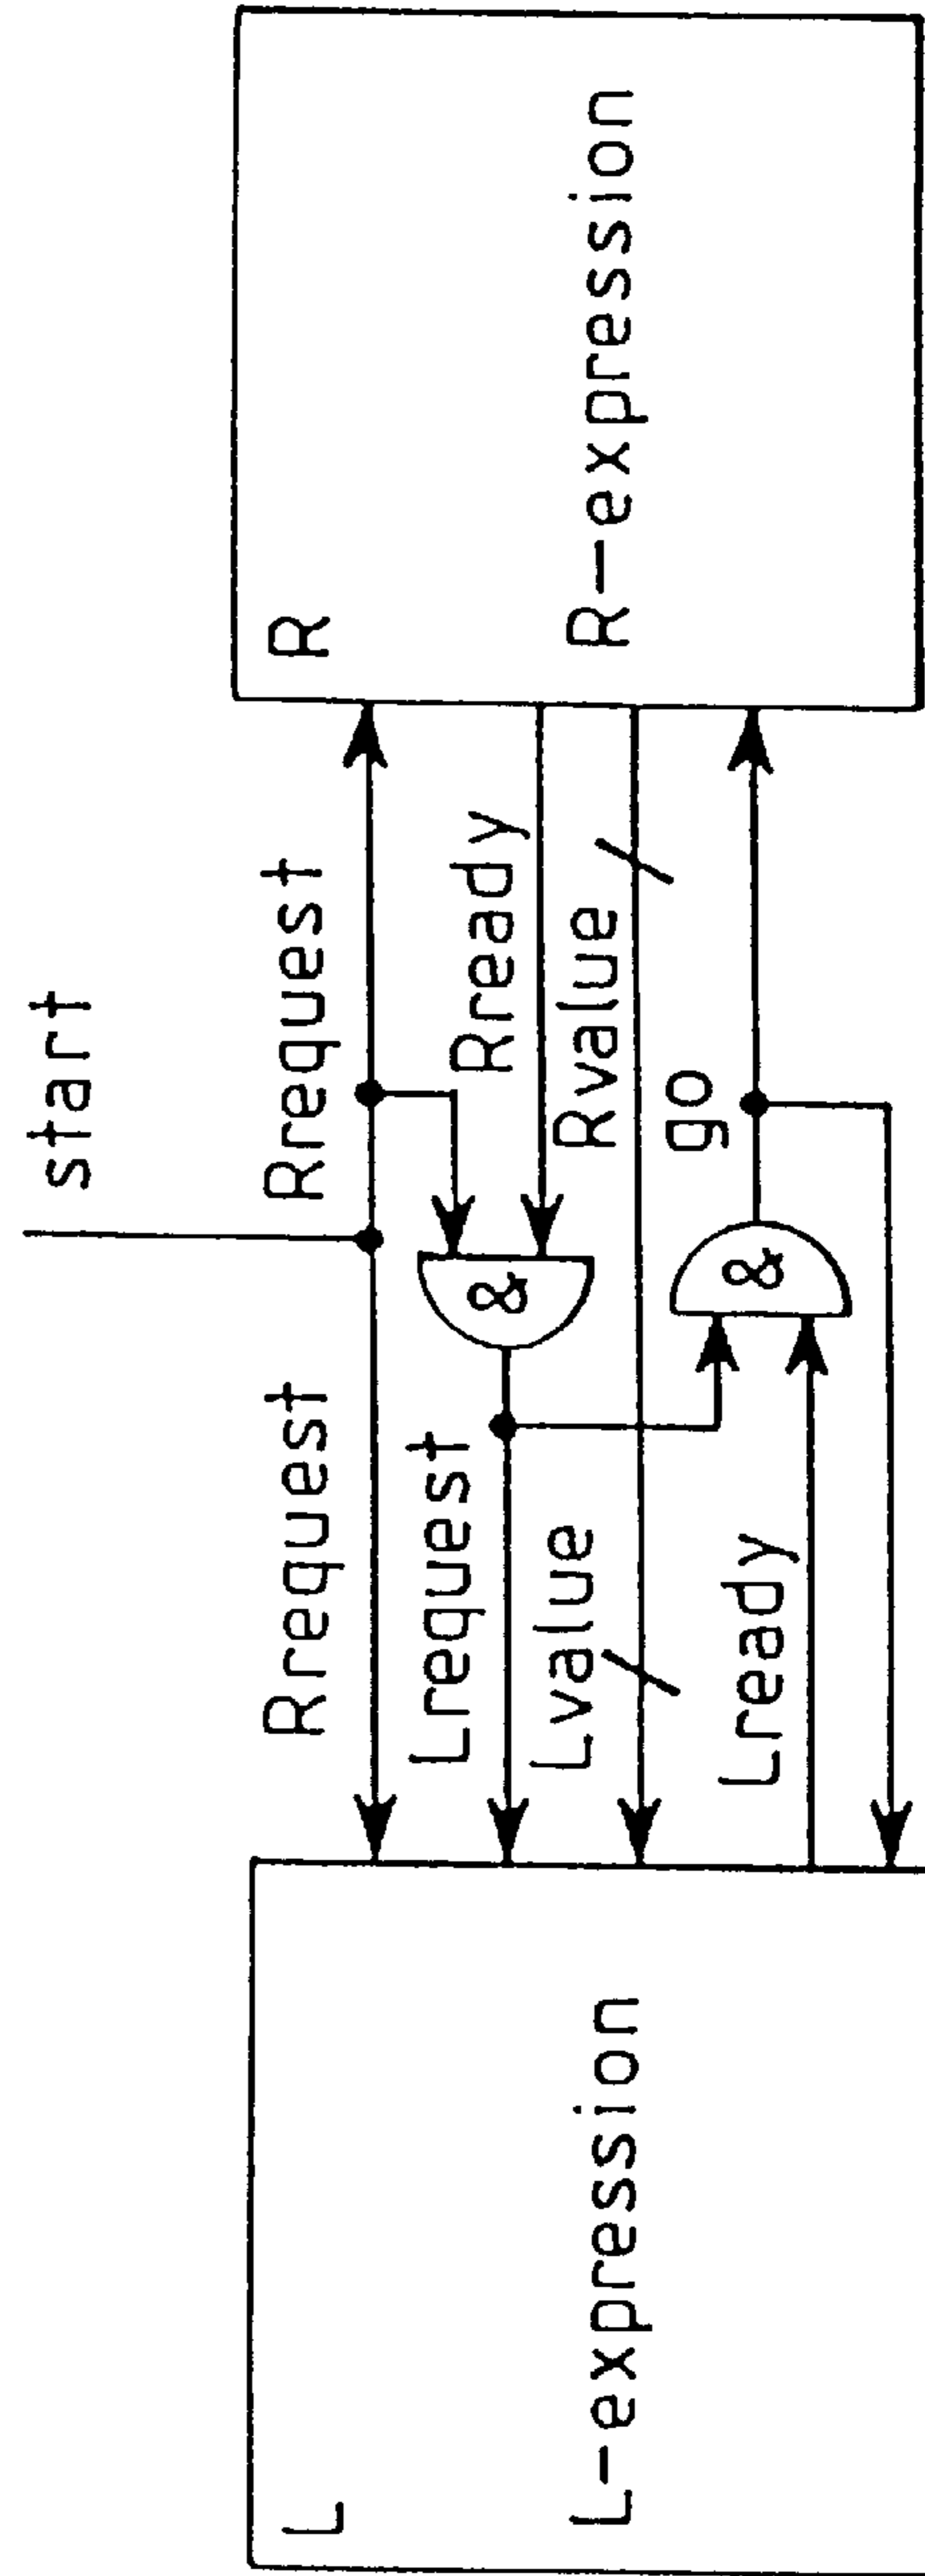 start
Rrequest
Rrequest
L
R
Lrequest
Rready
&
Lvalue
Rvalue
L-expression
R-expression
go
&
Lready